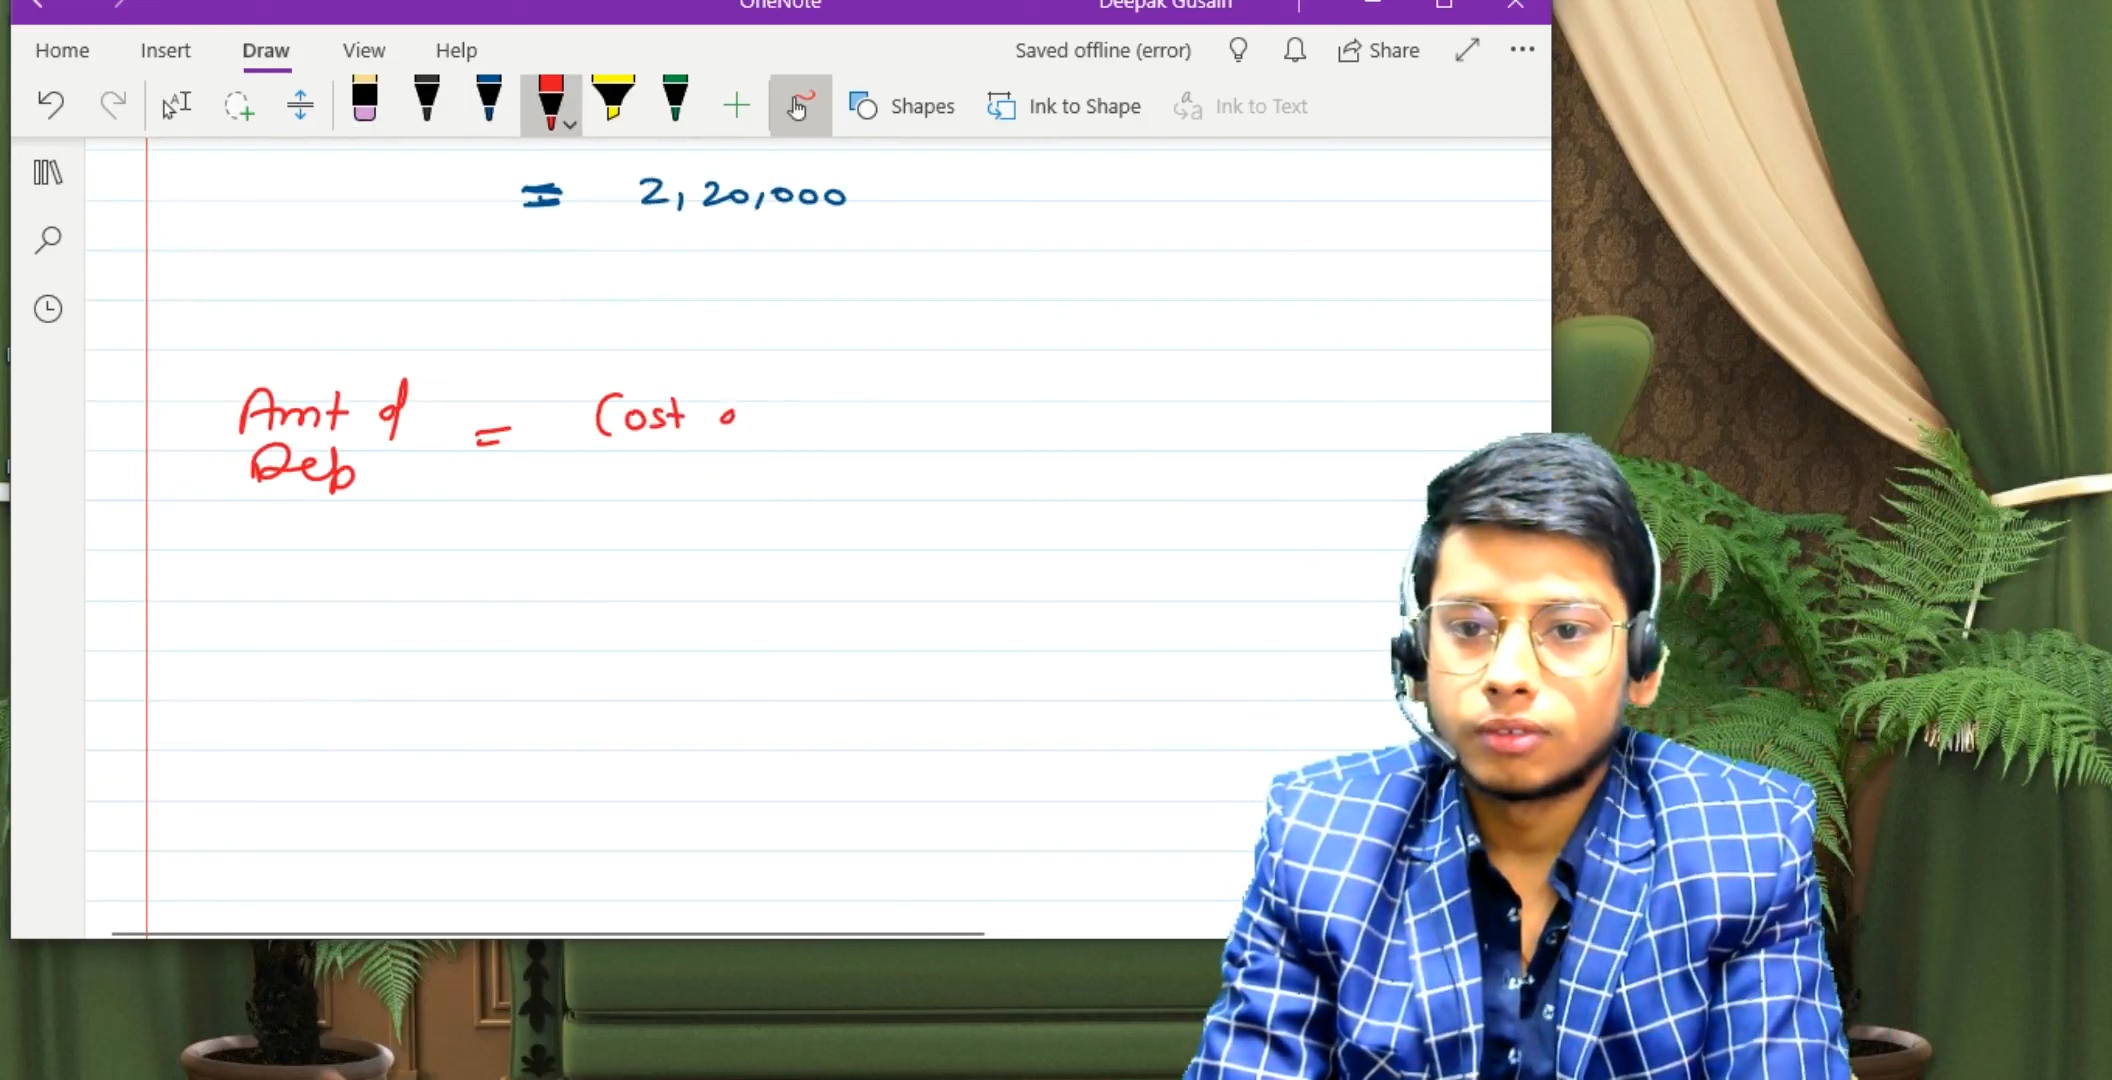 OneNote
Deepak Gusain
Home Insert Draw View Help
Saved offline (error) Share
Shapes Ink to Shape Ink to Text
= 2,20,000
Amt of = Cost o
Dep